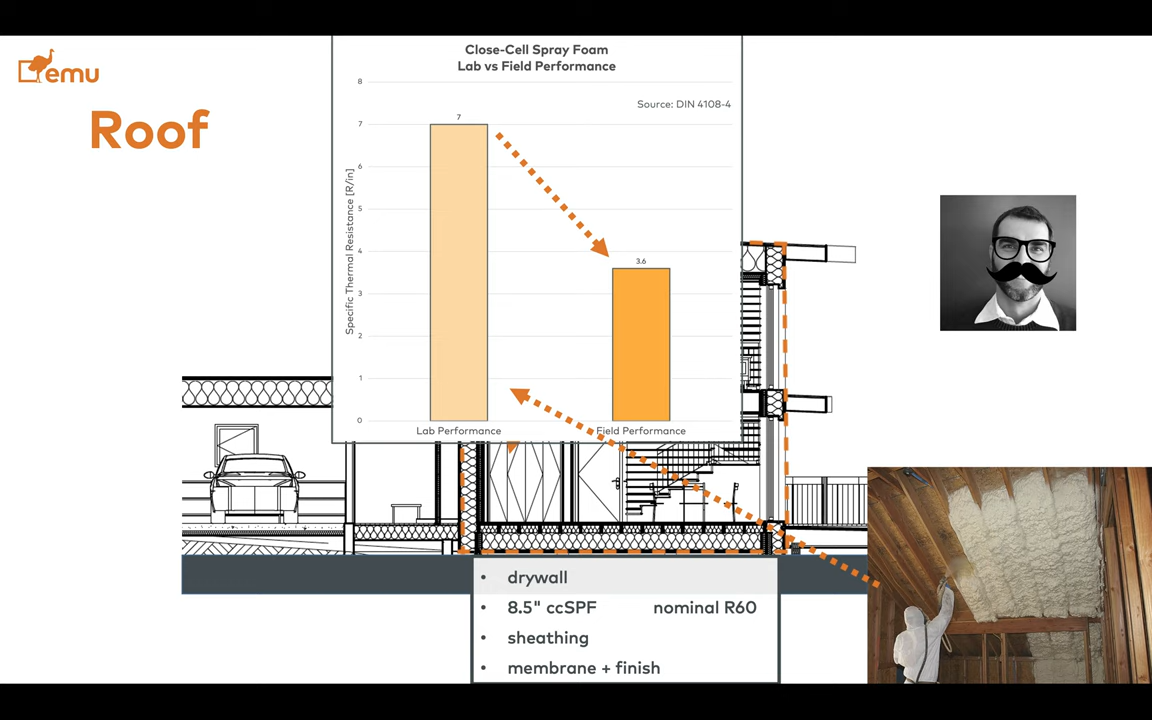 emu
Roof
Close-Cell Spray Foam
Lab vs Field Performance
Source: DIN 4108-4
Specific Thermal Resistance [R/in]
8
7
6
5
4
3
2
1
0
7
3.6
Lab Performance
Field Performance
• drywall
• 8.5" ccSPF nominal R60
• sheathing
• membrane + finish